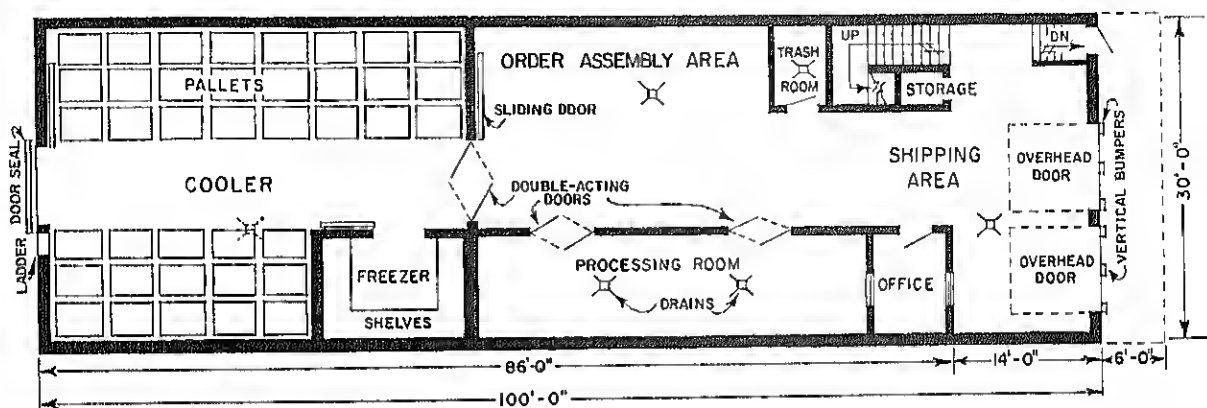 UP
DN.
TRASH
ROOM
STORAGE
ORDER ASSEMBLY AREA
PALLETS
SLIDING DOOR
DOOR SEAL
COOLER
DOUBLE-ACTING
DOORS
SHIPPING
AREA
OVERHEAD
DOOR
VERTICAL BUMPERS
30'-0"
LADDER
FREEZER
SHELVES
PROCESSING ROOM
DRAINS
OFFICE
OVERHEAD
DOOR
86'-0"
14'-0"
6'-0"
100'-0"